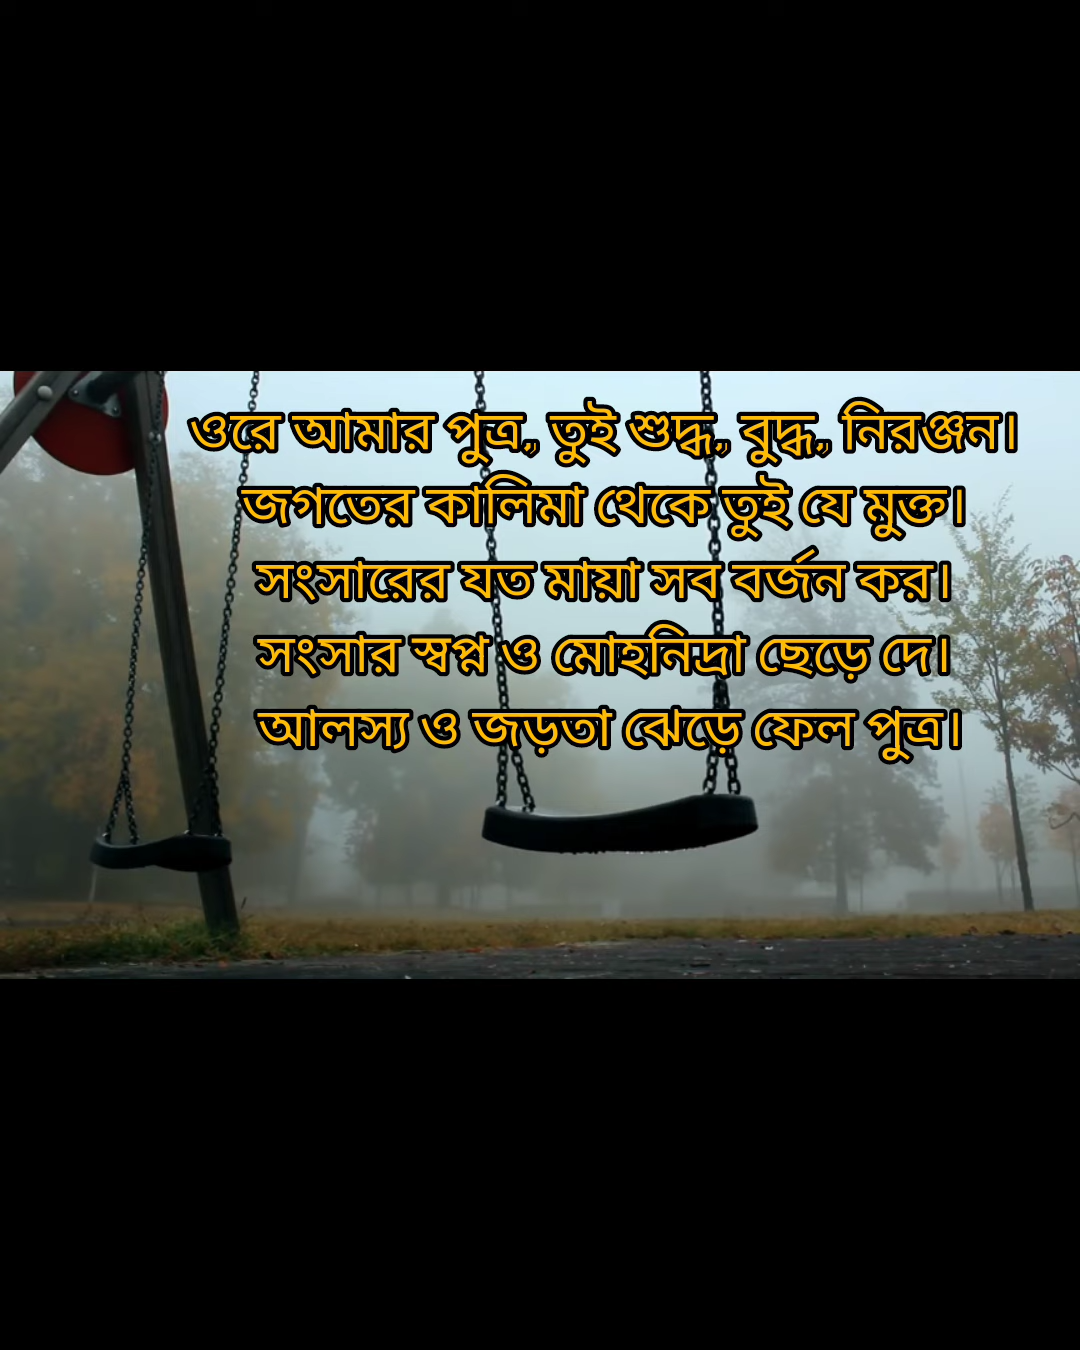 ওরে আমার পুত্র,, তুই শুদ্ধ,, বুদ্ধ,, নিরঞ্জন।
জগতের কালিমা থেকে তুই যে মুক্ত।
সংসারের যত মায়া সব বর্জন কর।
সংসার স্বপ্ন ও মোহনিদ্রা ছেড়ে দে।
আলস্য ও জড়তা ঝেড়ে ফেল পুত্র।